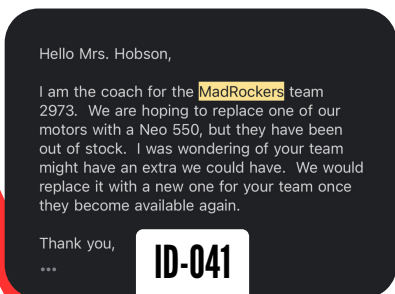 Hello Mrs. Hobson,
I am the coach for the MadRockers team
2973.  We are hoping to replace one of our
motors with a Neo 550, but they have been
out of stock.  I was wondering of your team
might have an extra we could have.  We would
replace it with a new one for your team once
they become available again.
Thank you,
•••
ID-041